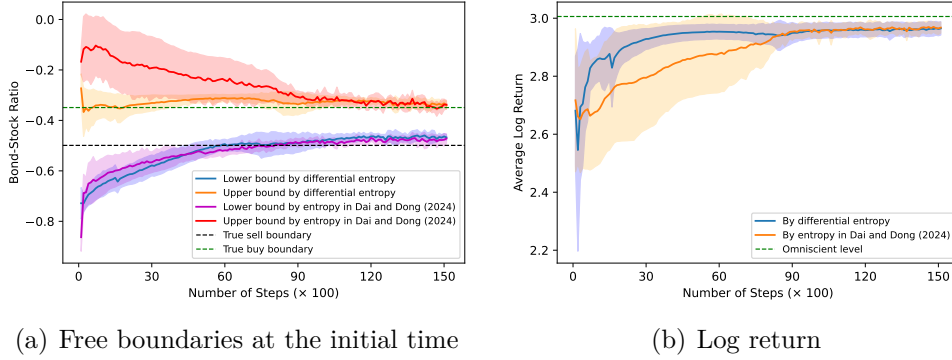 0.0
−0.2
−0.4
−0.6
−0.8
Bond-Stock Ratio
Lower bound by differential entropy
Upper bound by differential entropy
Lower bound by entropy in Dai and Dong (2024)
Upper bound by entropy in Dai and Dong (2024)
True sell boundary
True buy boundary
0 30 60 90 120 150
Number of Steps (× 100)
(a) Free boundaries at the initial time
3.0
2.8
2.6
2.4
2.2
Average Log Return
By differential entropy
By entropy in Dai and Dong (2024)
Omniscient level
0 30 60 90 120 150
Number of Steps (× 100)
(b) Log return